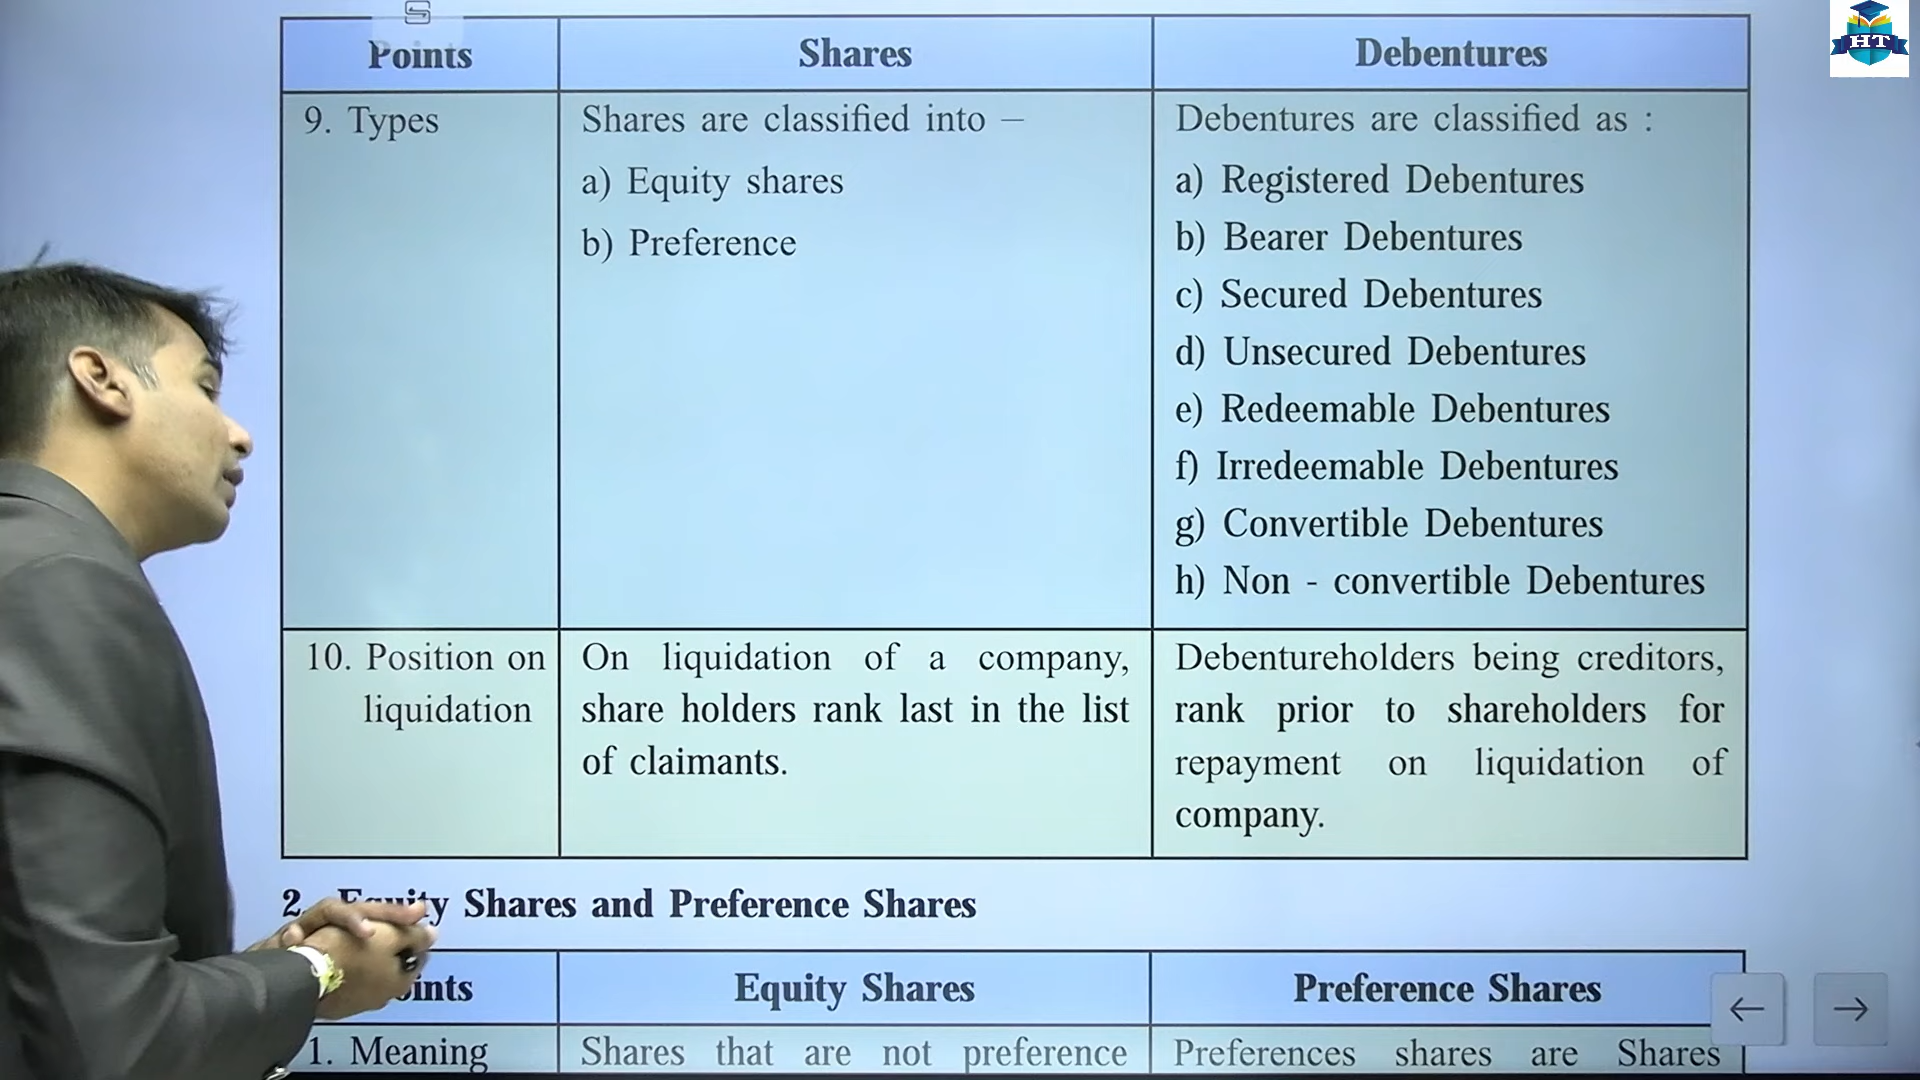 HT
Points
Shares
Debentures
9. Types
Shares are classified into –
a) Equity shares
b) Preference
Debentures are classified as :
a) Registered Debentures
b) Bearer Debentures
c) Secured Debentures
d) Unsecured Debentures
e) Redeemable Debentures
f) Irredeemable Debentures
g) Convertible Debentures
h) Non - convertible Debentures
10. Position on
liquidation
On liquidation of a company,
share holders rank last in the list
of claimants.
Debentureholders being creditors,
rank prior to shareholders for
repayment on liquidation of
company.
2. Equity Shares and Preference Shares
Points
Equity Shares
Preference Shares
1. Meaning
Shares that are not preference
Preferences shares are Shares